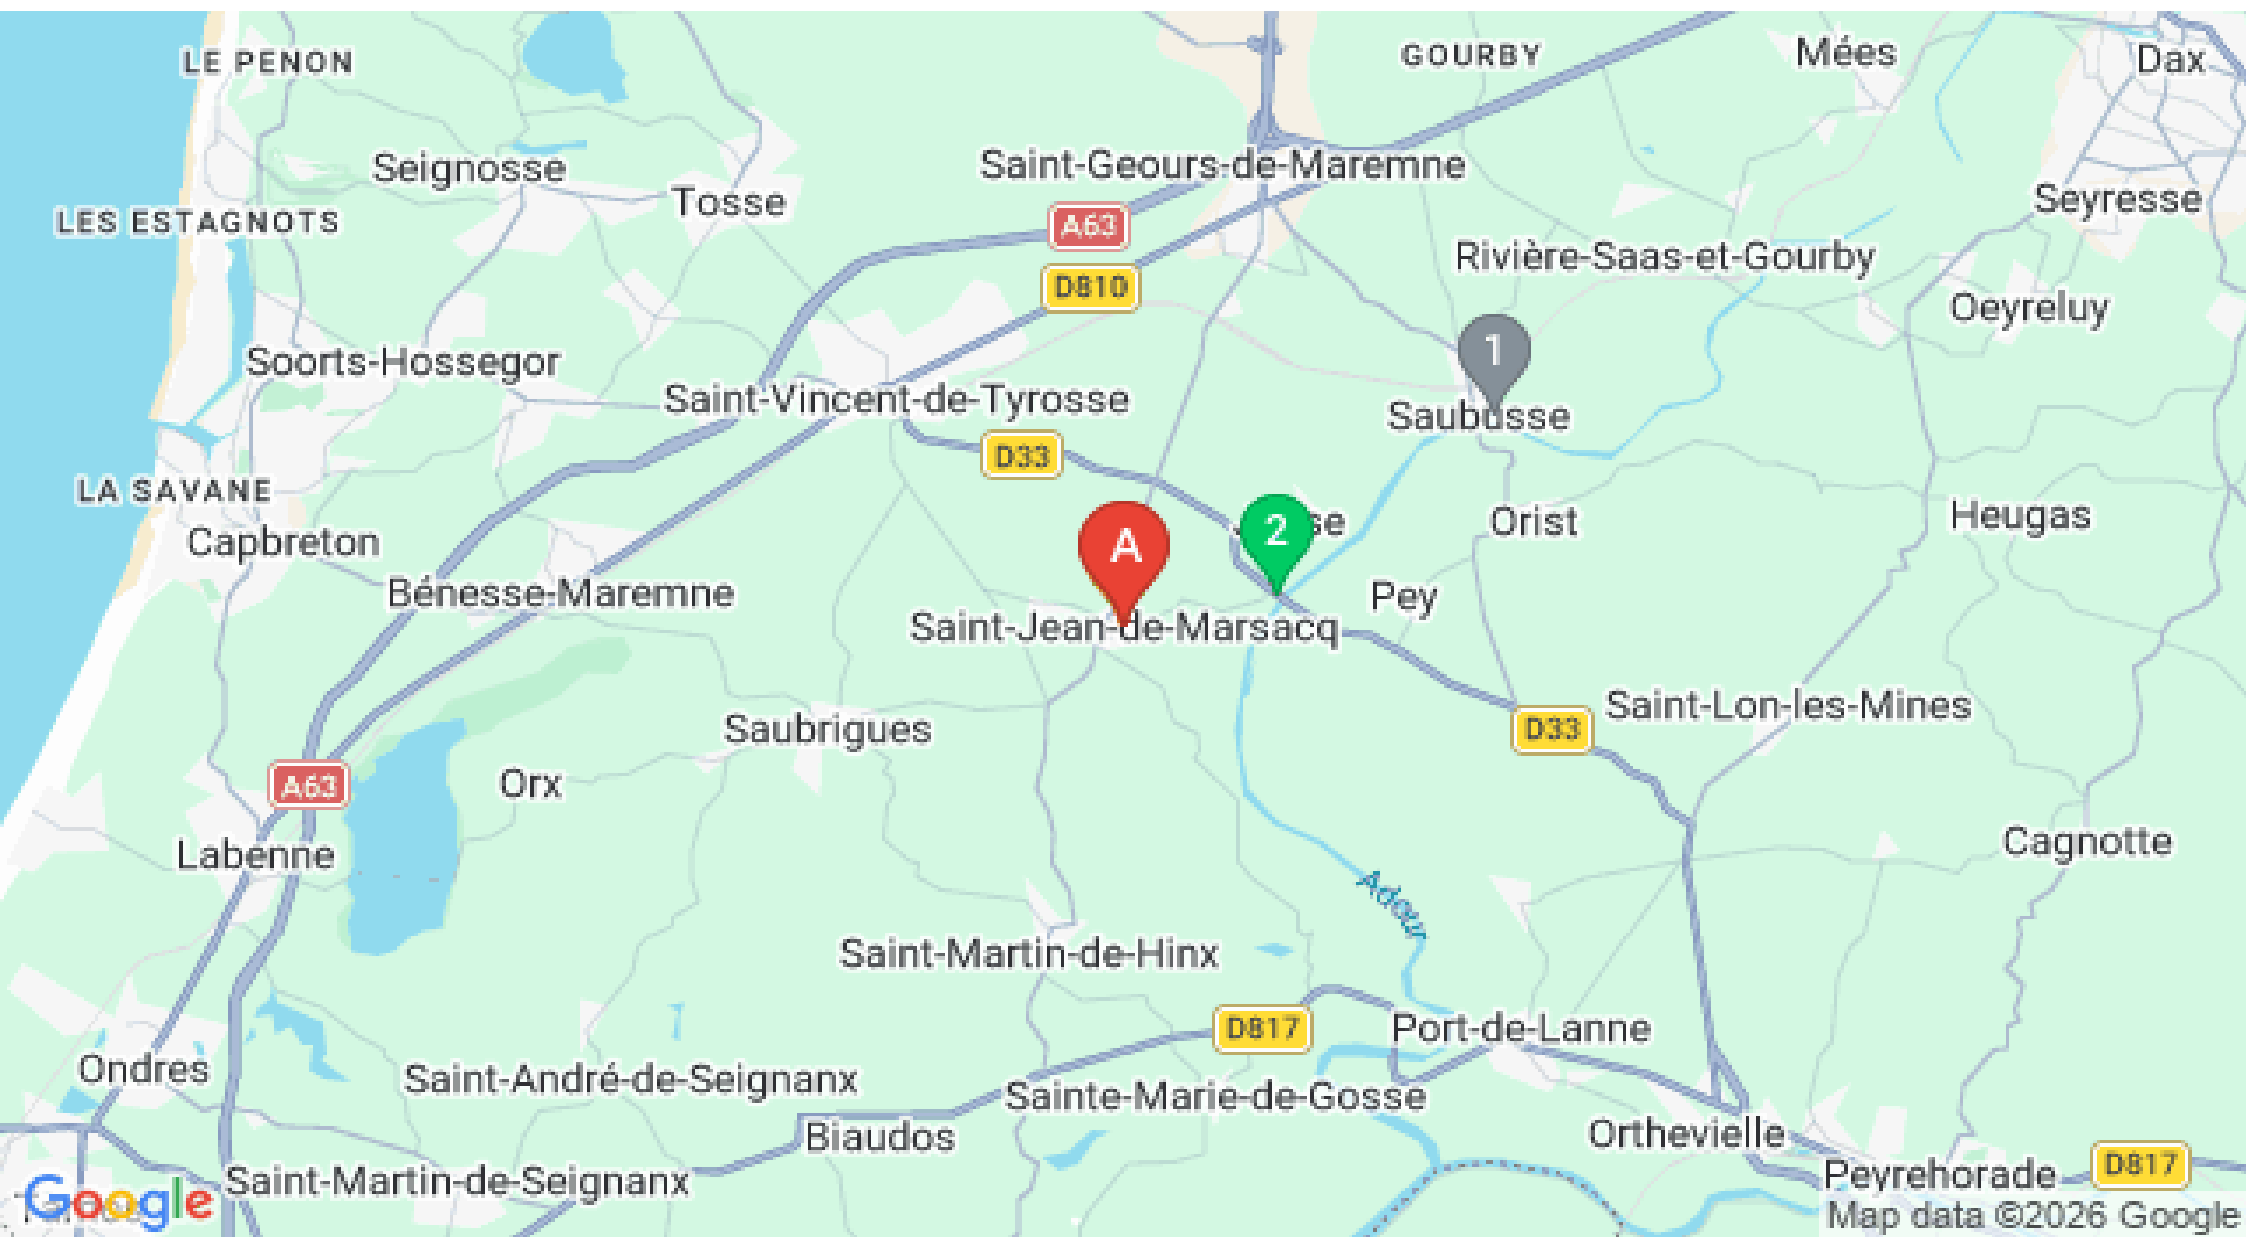 LE PENON
GOURBY
Mées
Dax
Seignosse
Saint-Geours-de-Maremne
Tosse
Seyresse
LES ESTAGNOTS
A63
Rivière-Saas-et-Gourby
D810
Oeyreluy
1
Soorts-Hossegor
Saint-Vincent-de-Tyrosse
Saubusse
D33
LA SAVANE
Capbreton
A
2
Orist
Heugas
Bénesse-Maremne
Pey
Saint-Jean-de-Marsacq
Saubrigues
Saint-Lon-les-Mines
D33
Orx
A63
Labenne
Cagnotte
Adour
Saint-Martin-de-Hinx
D817
Port-de-Lanne
Ondres
Saint-André-de-Seignanx
Sainte-Marie-de-Gosse
Biaudos
Orthevielle
Saint-Martin-de-Seignanx
Peyrehorade
D817
Google
Map data ©2026 Google